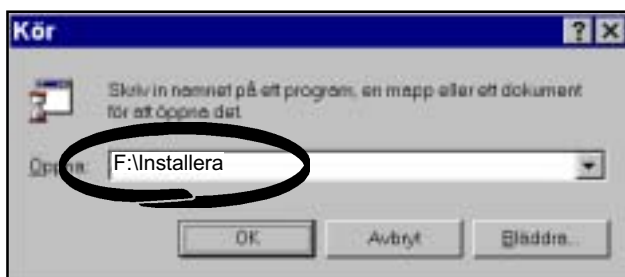 Kör
Skriv in namnet på ett program, en mapp eller ett dokument
för att öppna det.
Öppna: F:\Installera
OK Avbryt Bläddra...